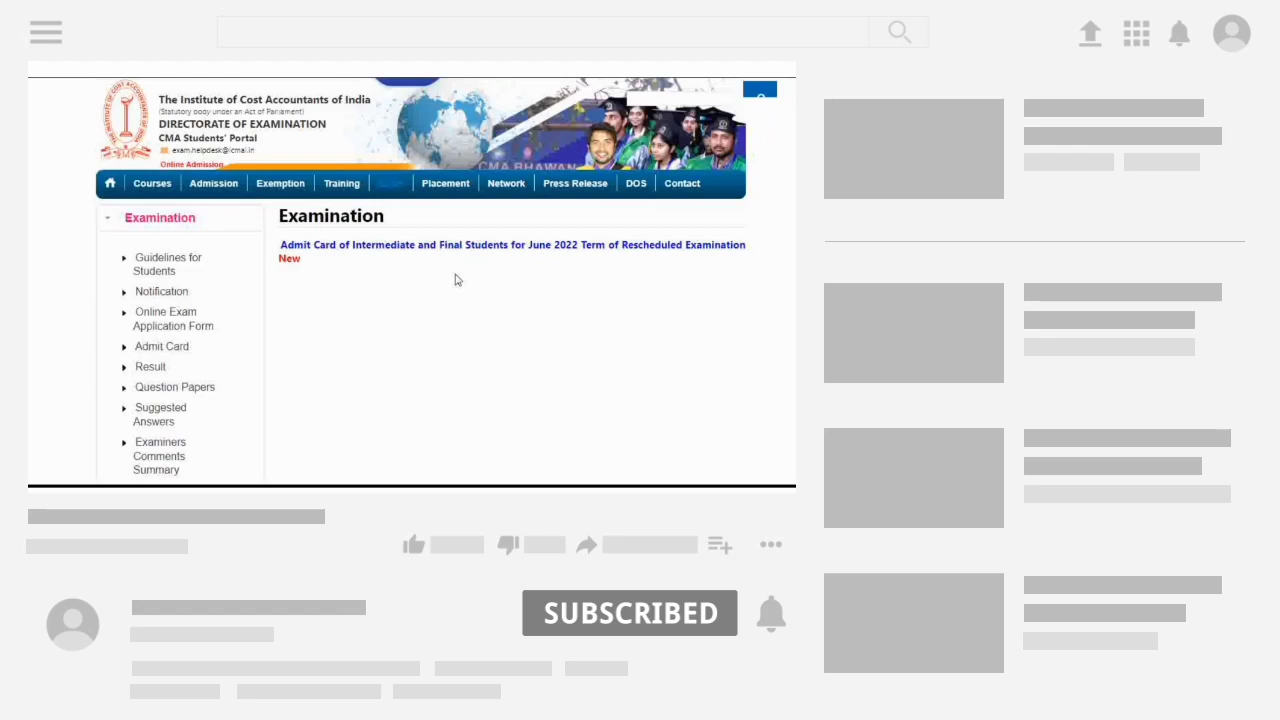 The Institute of Cost Accountants of India
(Statutory body under an Act of Parliament)
DIRECTORATE OF EXAMINATION
CMA Students' Portal
exam.helpdesk@icmai.in
Online Admission
CMA BHAWAN
Courses Admission Exemption Training Placement Network Press Release DOS Contact
Examination
Guidelines for
Students
Notification
Online Exam
Application Form
Admit Card
Result
Question Papers
Suggested
Answers
Examiners
Comments
Summary
Examination
Admit Card of Intermediate and Final Students for June 2022 Term of Rescheduled Examination
New
SUBSCRIBED